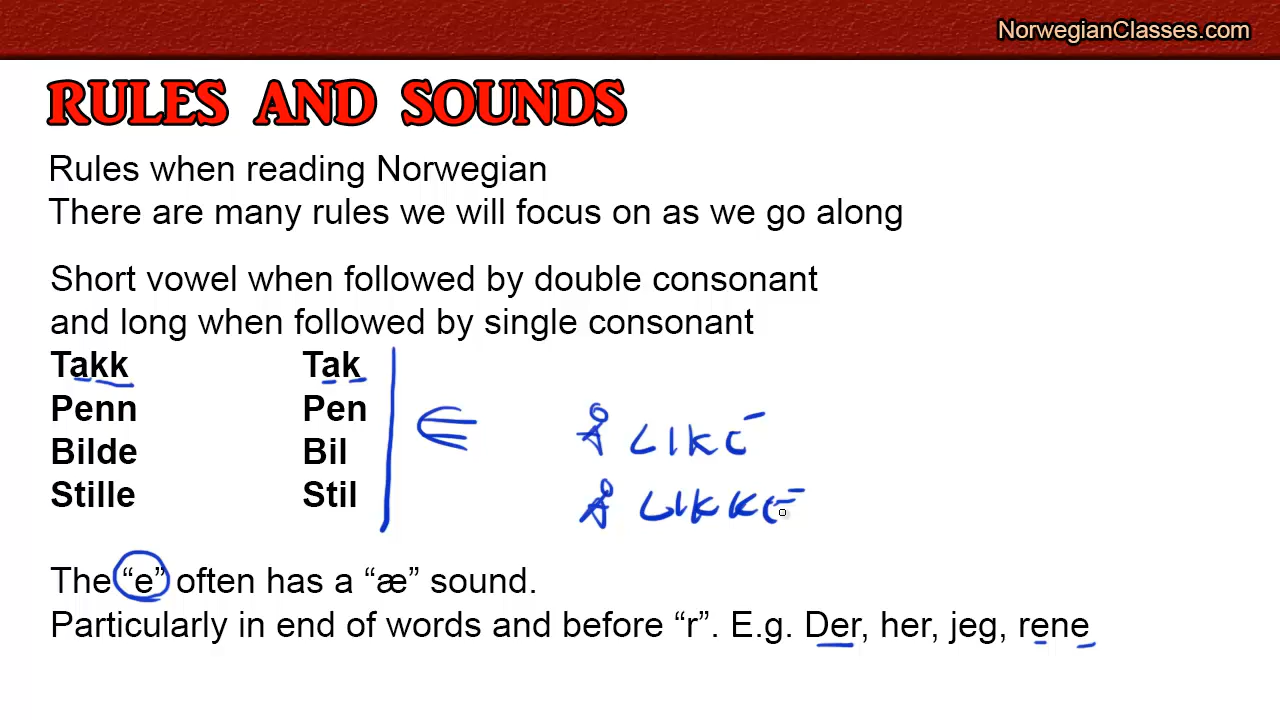 NorwegianClasses.com
RULES AND SOUNDS
Rules when reading Norwegian
There are many rules we will focus on as we go along
Short vowel when followed by double consonant
and long when followed by single consonant
Takk Tak
Penn Pen
Bilde Bil
Stille Stil
Å LIKE
Å LIKKE
The “e” often has a “æ” sound.
Particularly in end of words and before “r”. E.g. Der, her, jeg, rene